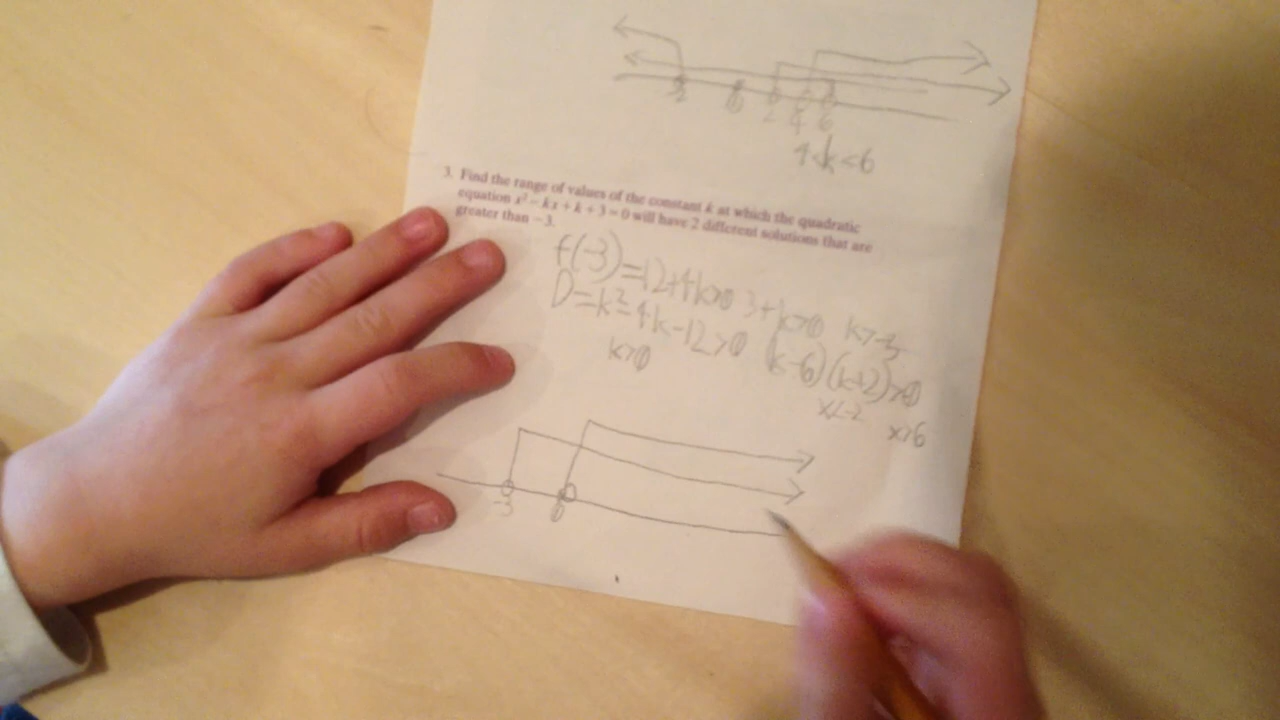 2
0
2
4
6
4<k<6
3. Find the range of values of the constant k at which the quadratic
equation x² − kx + k + 3 = 0 will have 2 different solutions that are
greater than −3.
f(-3)=12+4k>0 3+k>0 k>-3
D=k²-4k-12>0 (k-6)(k+2)>0
k>0
x<-2
x>6
-3
0